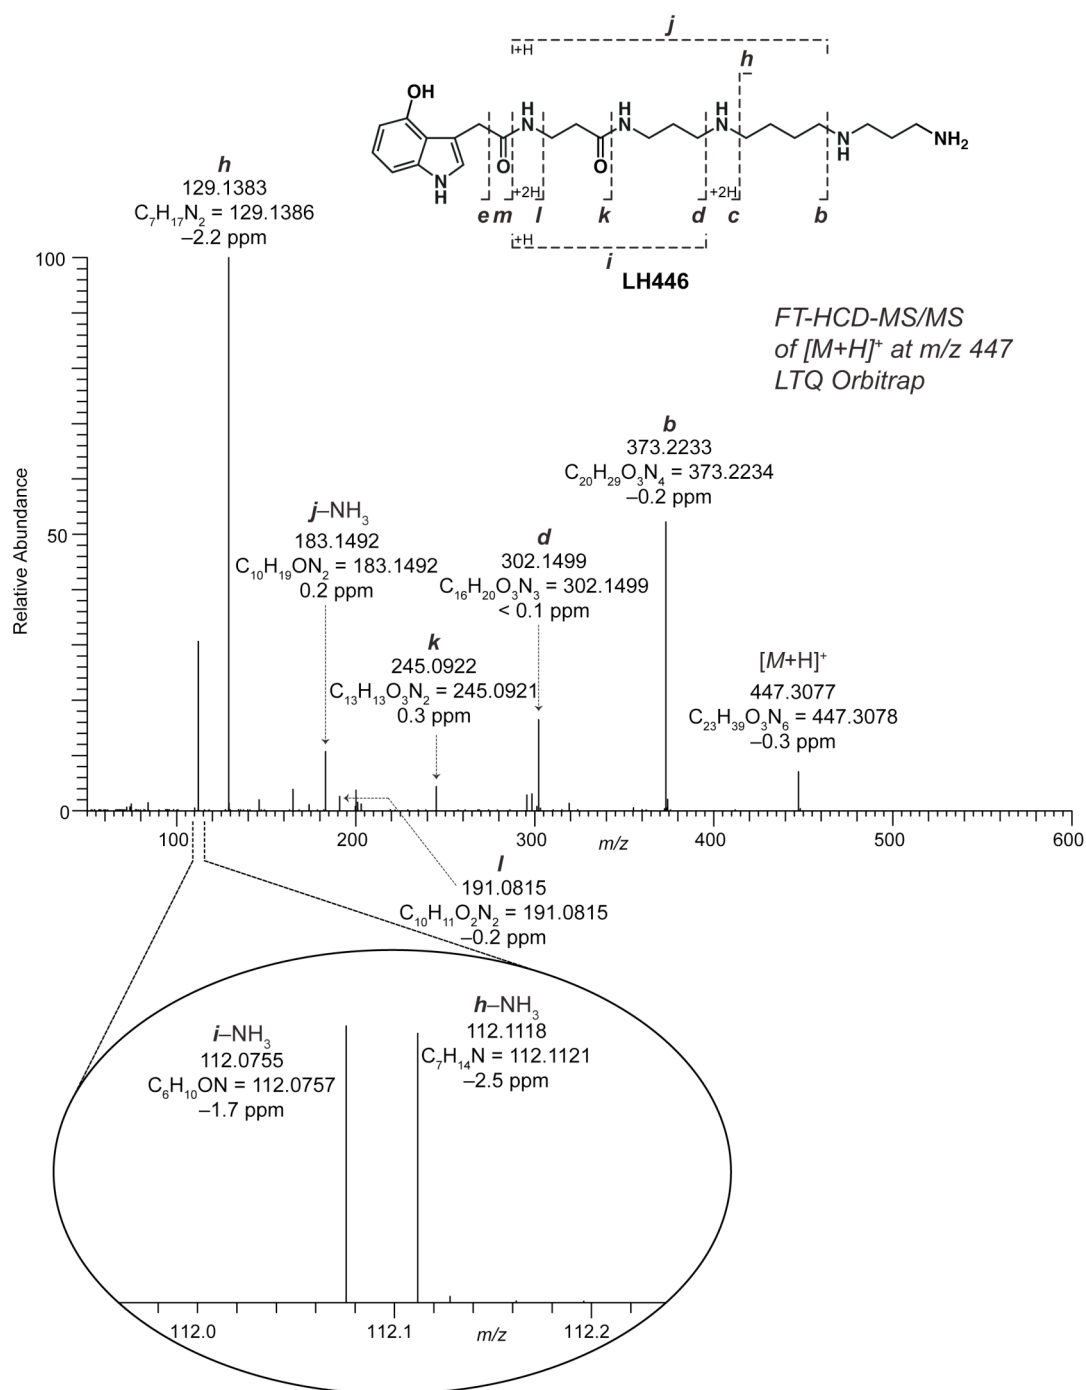 j
+H
h
OH
H
N
H
N
H
N
N
H
NH₂
O
O
N
H
+2H
+2H
e m l k d c b
+H
i
LH446
FT-HCD-MS/MS
of [M+H]⁺ at m/z 447
LTQ Orbitrap
h
129.1383
C₇H₁₇N₂ = 129.1386
–2.2 ppm
b
373.2233
C₂₀H₂₉O₃N₄ = 373.2234
–0.2 ppm
j–NH₃
183.1492
C₁₀H₁₉ON₂ = 183.1492
0.2 ppm
d
302.1499
C₁₆H₂₀O₃N₃ = 302.1499
< 0.1 ppm
k
245.0922
C₁₃H₁₃O₃N₂ = 245.0921
0.3 ppm
[M+H]⁺
447.3077
C₂₃H₃₉O₃N₆ = 447.3078
–0.3 ppm
Relative Abundance
100
50
0
100 200 300 m/z 400 500 600
l
191.0815
C₁₀H₁₁O₂N₂ = 191.0815
–0.2 ppm
i–NH₃
112.0755
C₆H₁₀ON = 112.0757
–1.7 ppm
h–NH₃
112.1118
C₇H₁₄N = 112.1121
–2.5 ppm
112.0 112.1 m/z 112.2